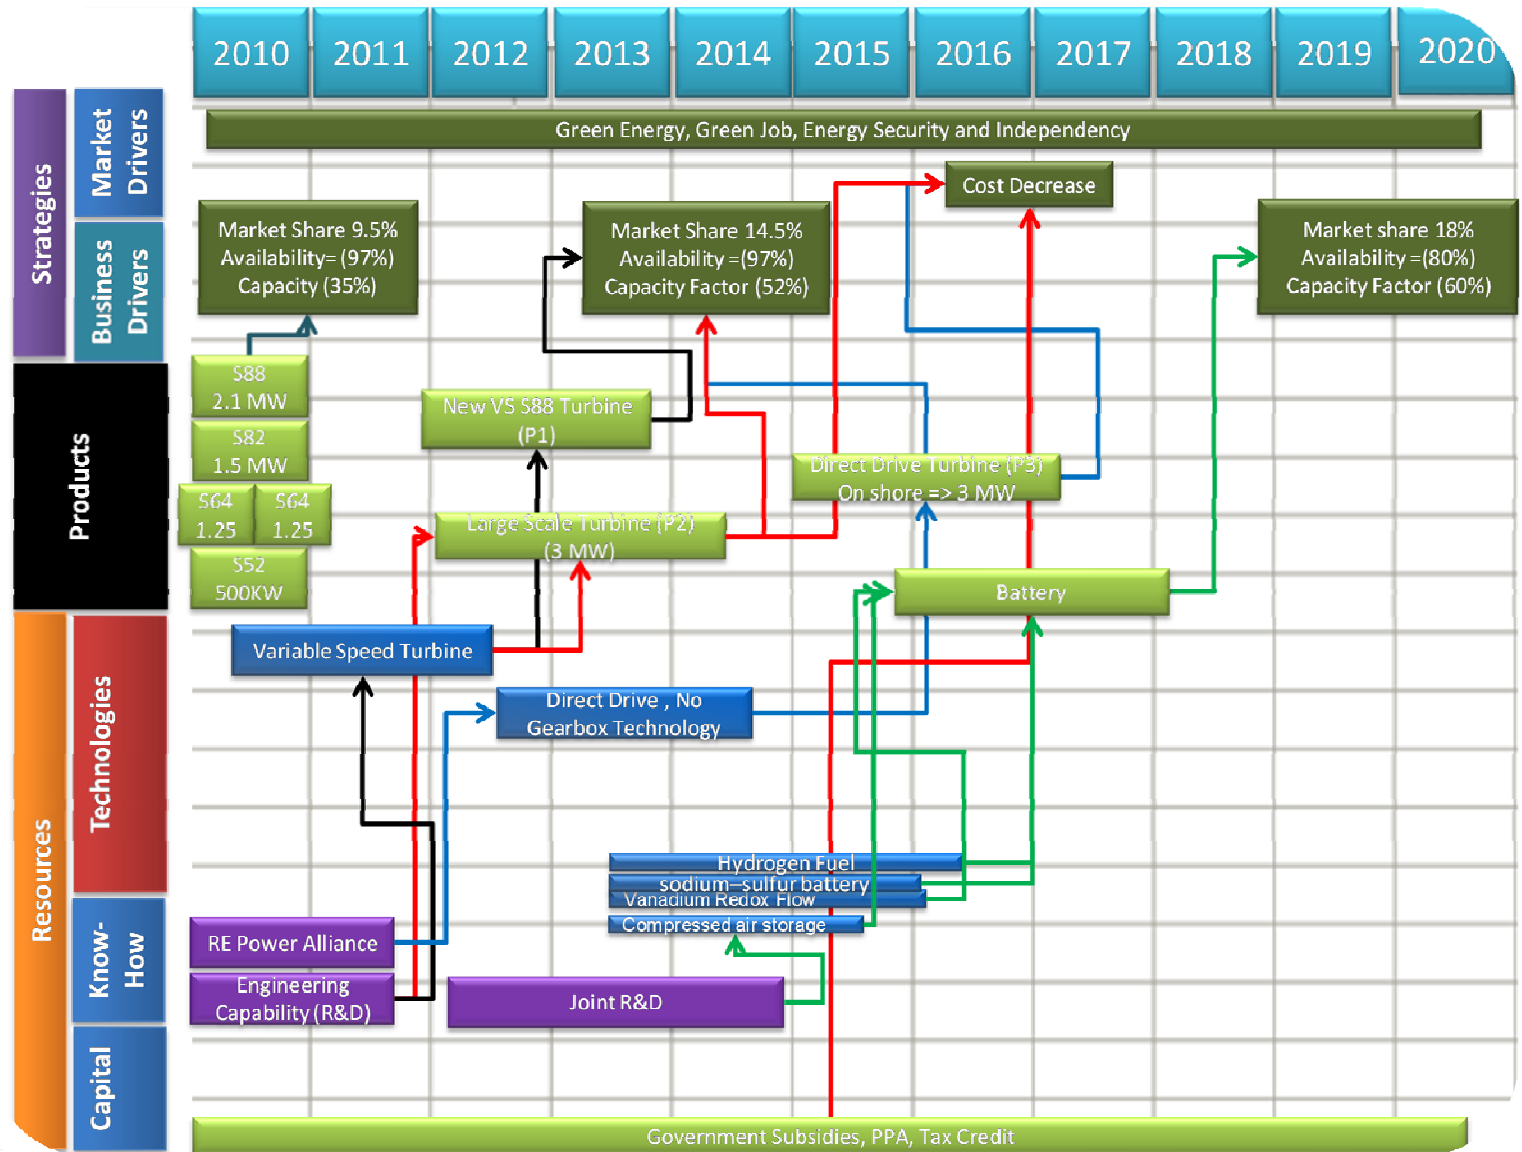 2010 2011 2012 2013 2014 2015 2016 2017 2018 2019 2020
Strategies
Market
Drivers
Business
Drivers
Green Energy, Green Job, Energy Security and Independency
Cost Decrease
Market Share 9.5%
Availability= (97%)
Capacity (35%)
Market Share 14.5%
Availability =(97%)
Capacity Factor (52%)
Market share 18%
Availability =(80%)
Capacity Factor (60%)
Products
S88
2.1 MW
S82
1.5 MW
S64
1.25
S64
1.25
S52
500KW
New VS S88 Turbine
(P1)
Direct Drive Turbine (P3)
On shore => 3 MW
Large Scale Turbine (P2)
(3 MW)
Battery
Resources
Technologies
Variable Speed Turbine
Direct Drive , No
Gearbox Technology
Hydrogen Fuel
sodium–sulfur battery
Vanadium Redox Flow
Compressed air storage
Know-
How
RE Power Alliance
Engineering
Capability (R&D)
Joint R&D
Capital
Government Subsidies, PPA, Tax Credit